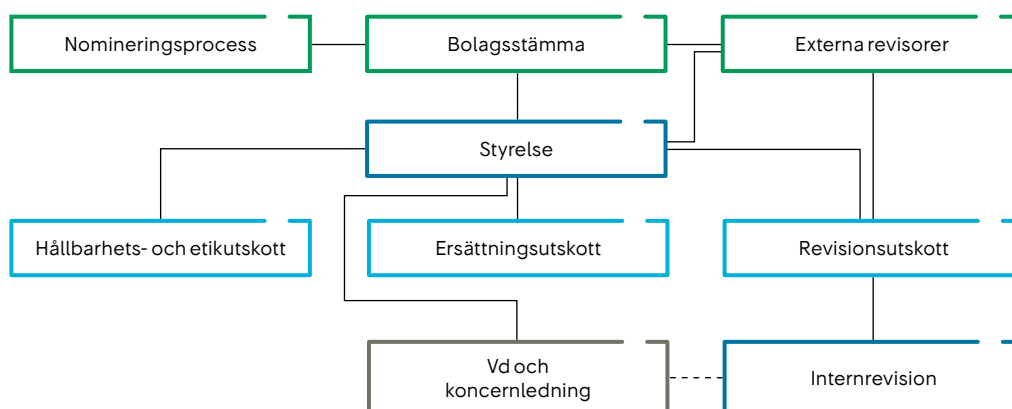 Nomineringsprocess
Bolagsstämma
Externa revisorer
Styrelse
Hållbarhets- och etikutskott
Ersättningsutskott
Revisionsutskott
Vd och
koncernledning
Internrevision